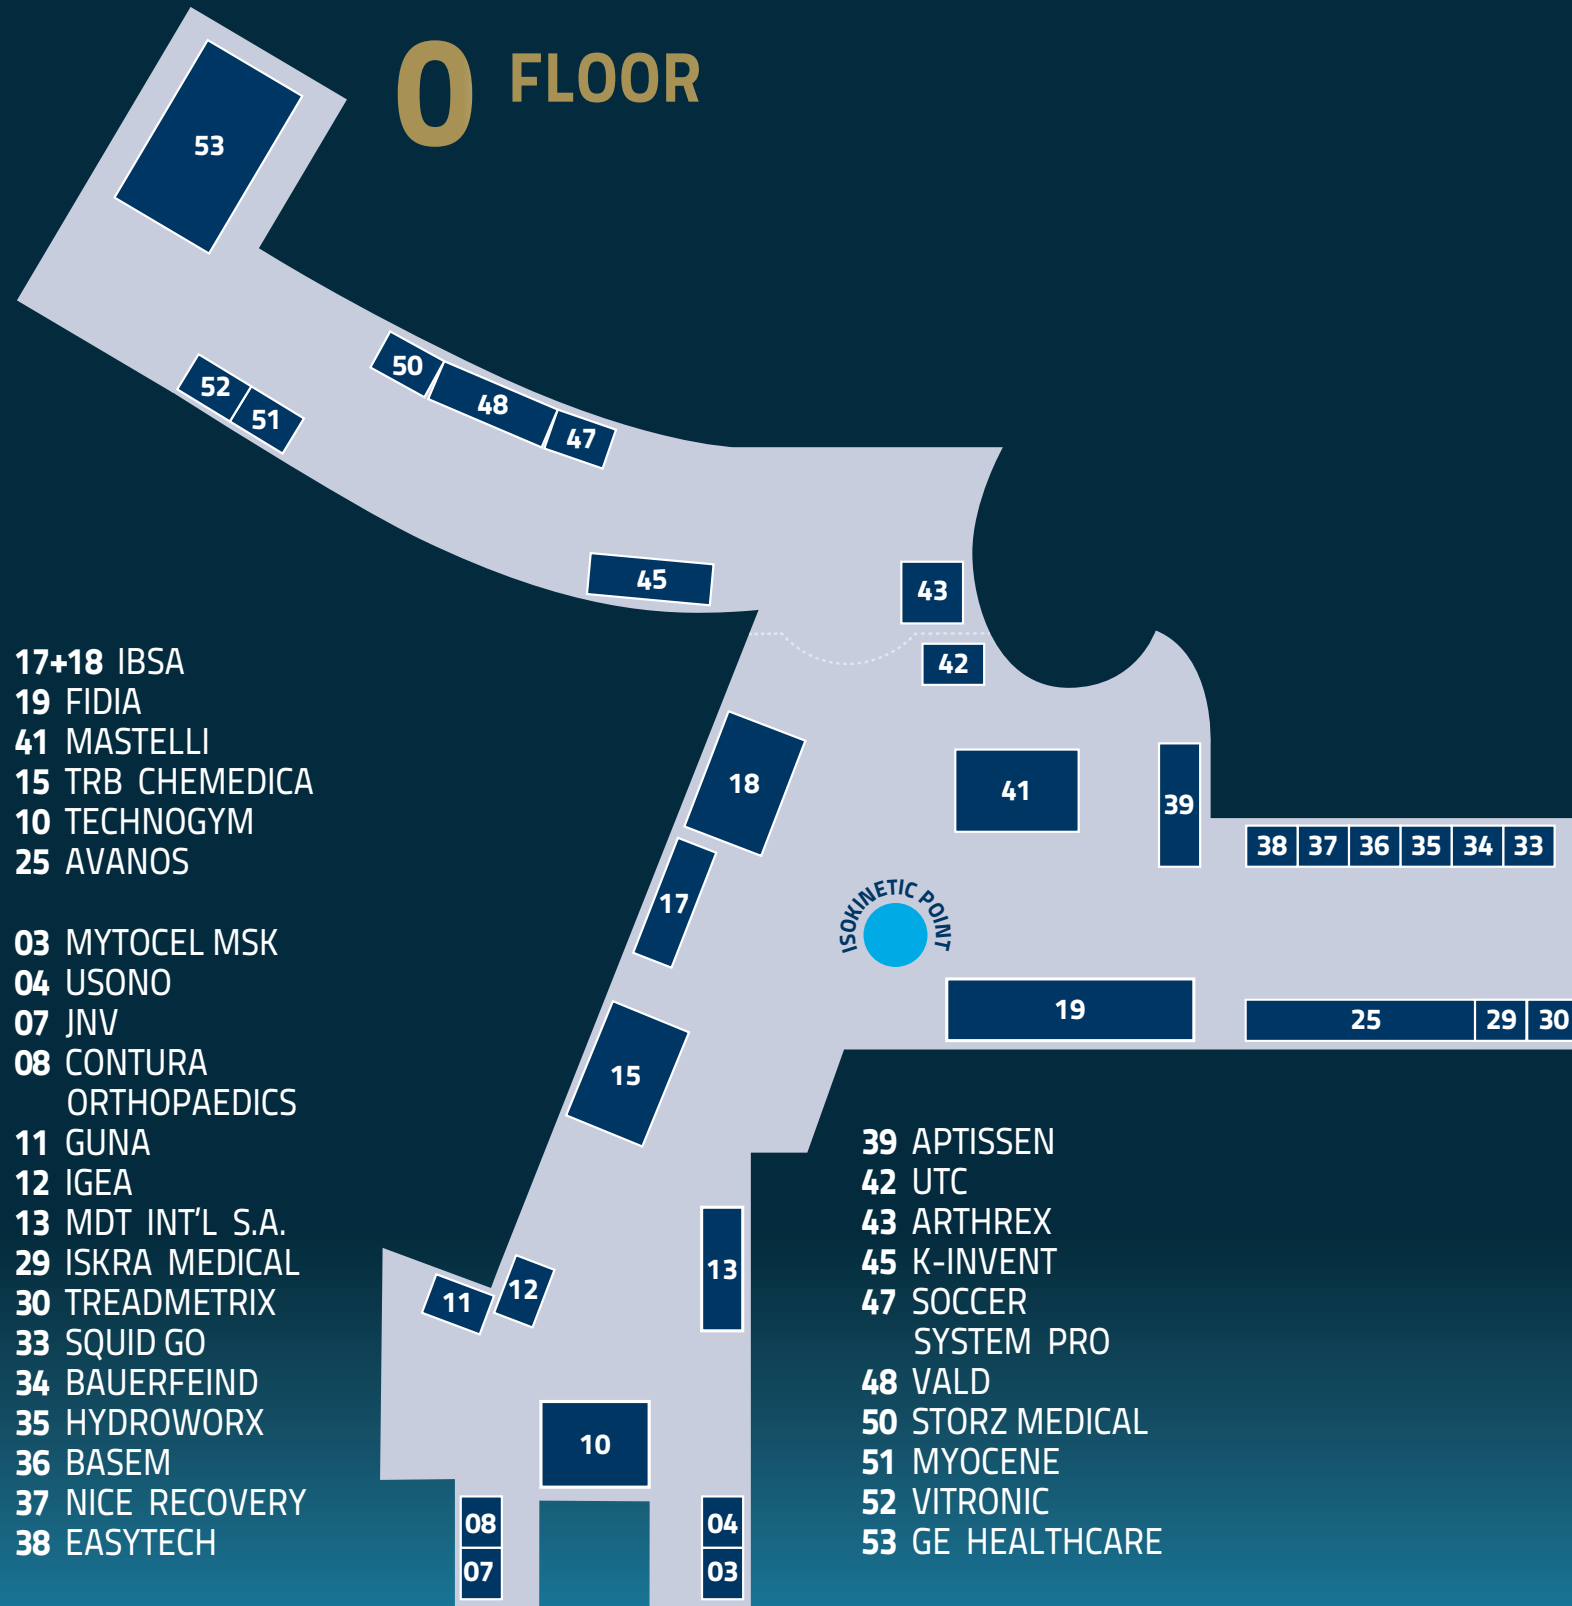 0 FLOOR
53
50
52
48
51
47
45
43
42
18
41
39
38 37 36 35 34 33
17
ISOKINETIC POINT
19
25 29 30
15
13
12
11
10
08
04
07
03
17+18 IBSA
19 FIDIA
41 MASTELLI
15 TRB CHEMEDICA
10 TECHNOGYM
25 AVANOS
03 MYTOCEL MSK
04 USONO
07 JNV
08 CONTURA
ORTHOPAEDICS
11 GUNA
12 IGEA
13 MDT INT'L S.A.
29 ISKRA MEDICAL
30 TREADMETRIX
33 SQUID GO
34 BAUERFEIND
35 HYDROWORX
36 BASEM
37 NICE RECOVERY
38 EASYTECH
39 APTISSEN
42 UTC
43 ARTHREX
45 K-INVENT
47 SOCCER
SYSTEM PRO
48 VALD
50 STORZ MEDICAL
51 MYOCENE
52 VITRONIC
53 GE HEALTHCARE